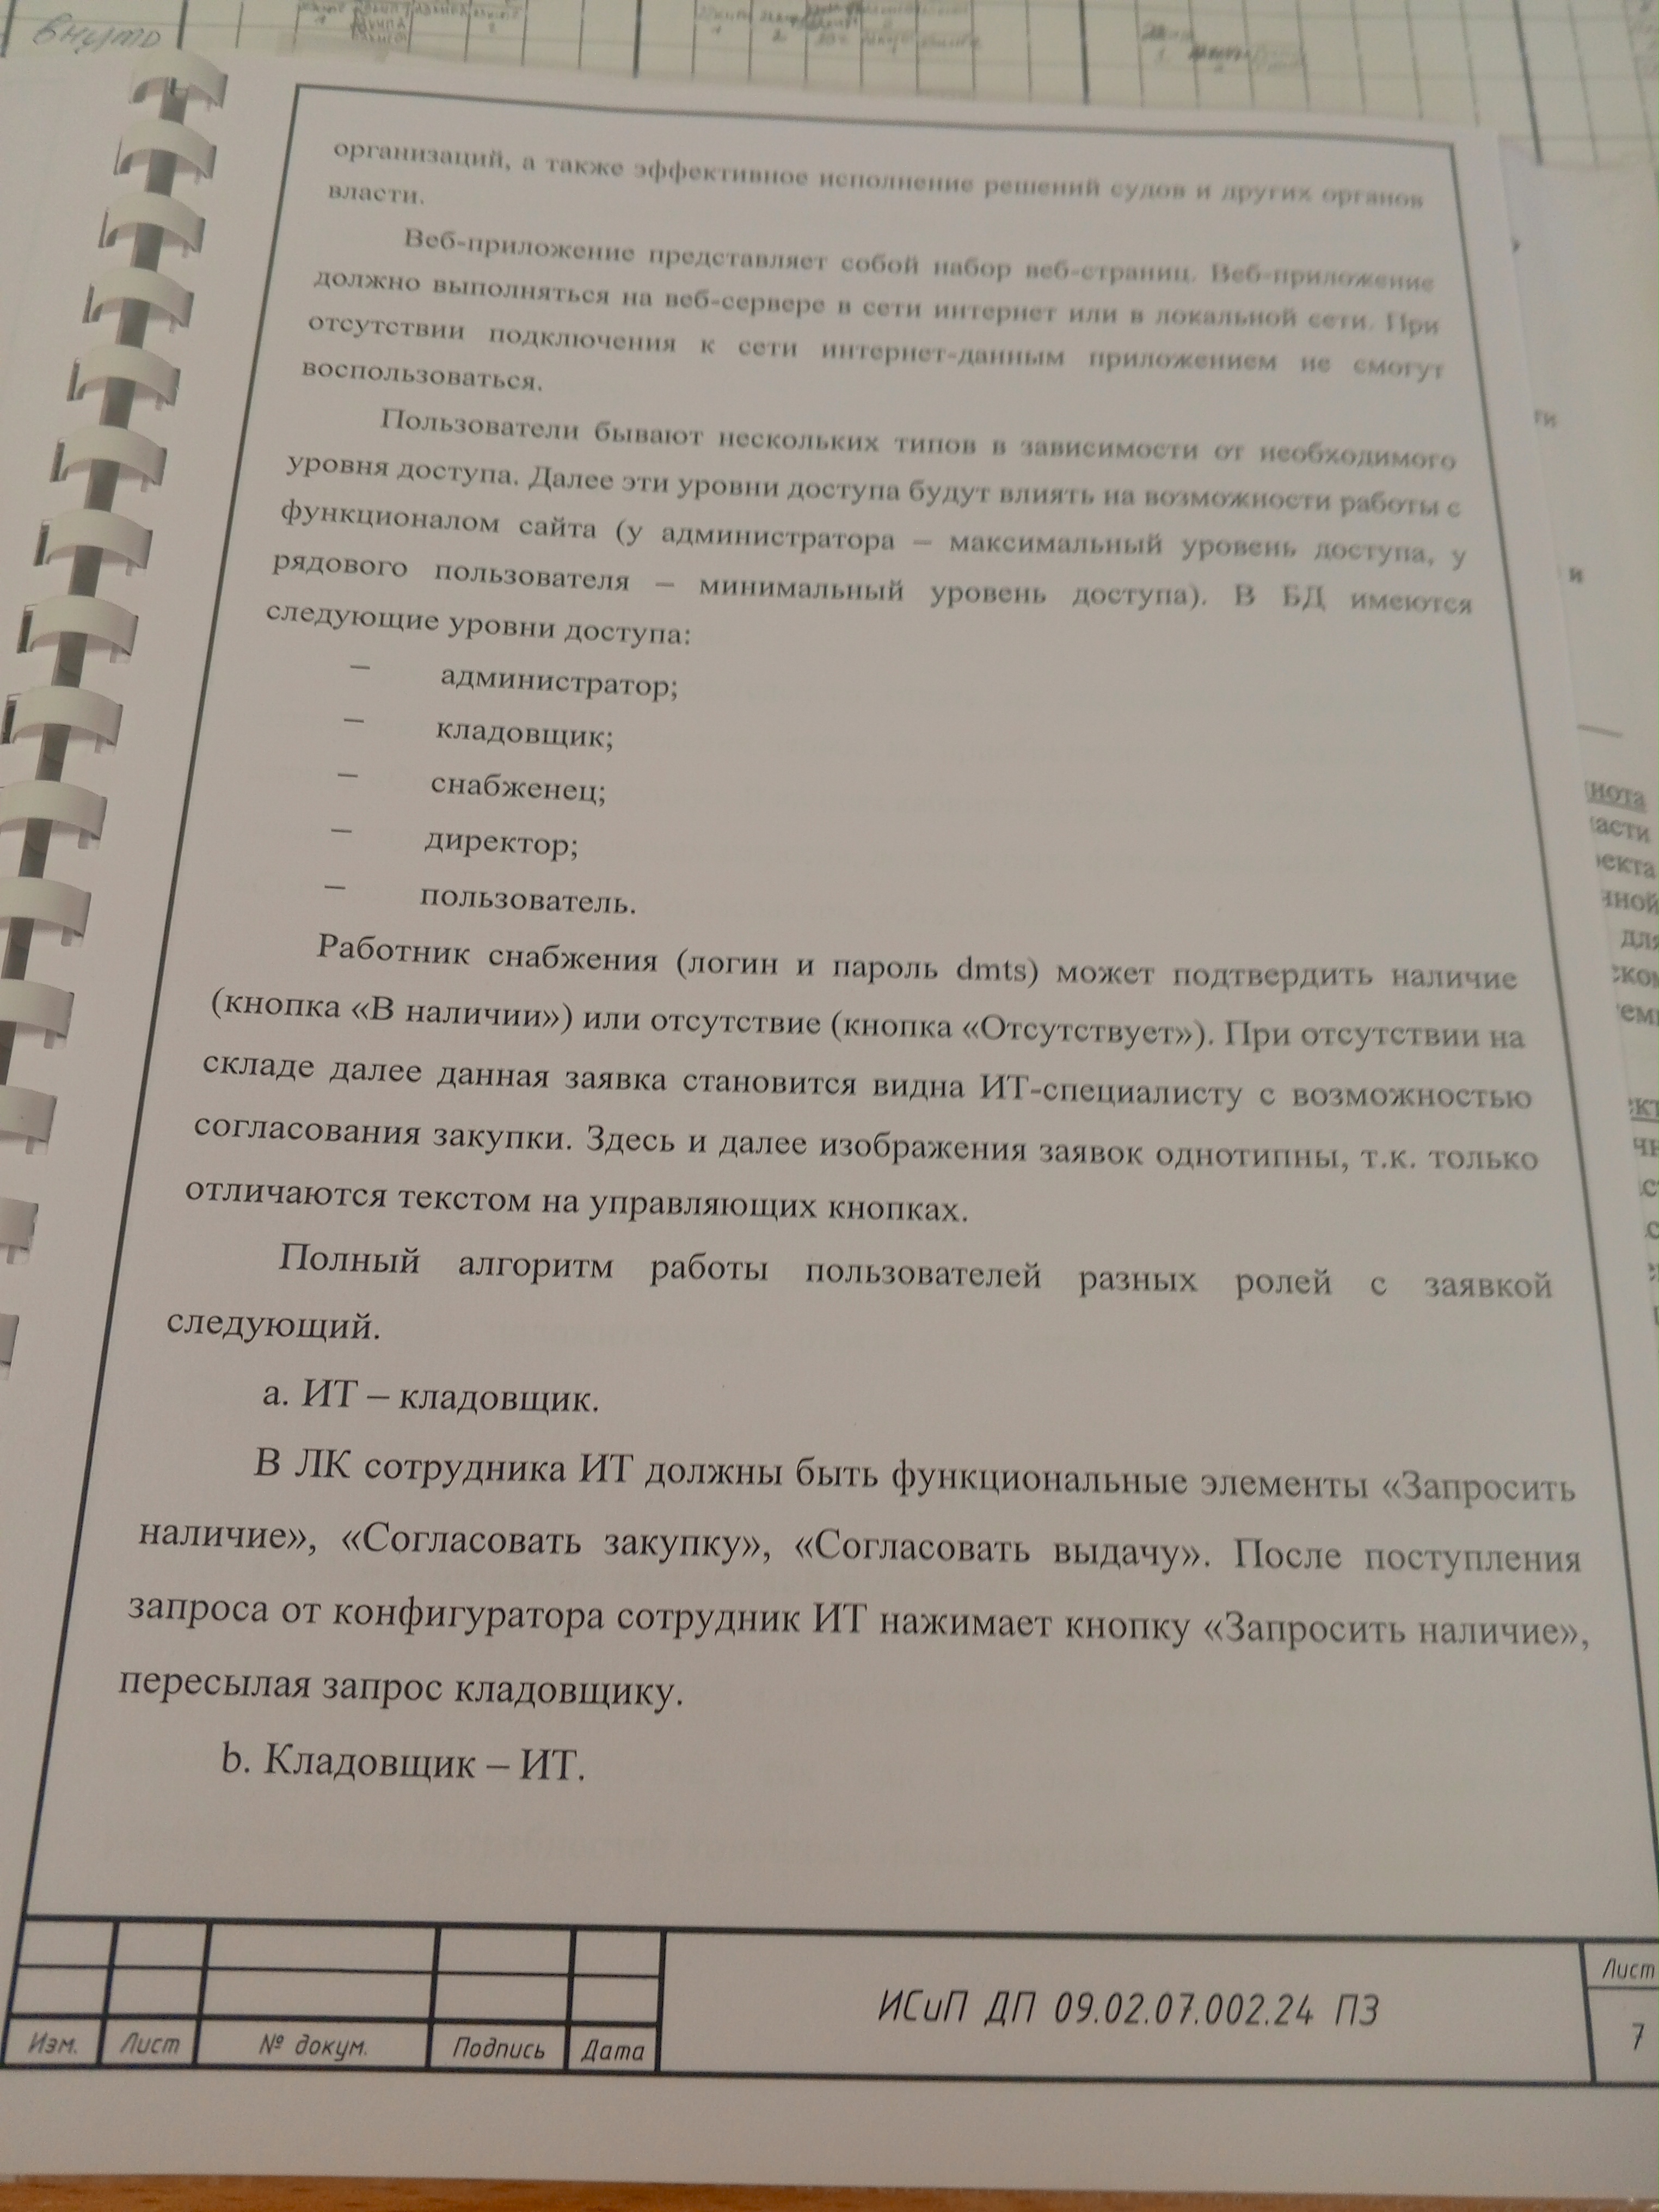 внутр
организаций, а также эффективное исполнение решений судов и других органов
власти.
Веб-приложение представляет собой набор веб-страниц. Веб-приложение
должно выполняться на веб-сервере в сети интернет или в локальной сети. При
отсутствии подключения к сети интернет-данным приложением не смогут
воспользоваться.
Пользователи бывают нескольких типов в зависимости от необходимого
уровня доступа. Далее эти уровни доступа будут влиять на возможности работы с
функционалом сайта (у администратора – максимальный уровень доступа, у
рядового пользователя – минимальный уровень доступа). В БД имеются
следующие уровни доступа:
– администратор;
– кладовщик;
– снабженец;
– директор;
– пользователь.
Работник снабжения (логин и пароль dmts) может подтвердить наличие
(кнопка «В наличии») или отсутствие (кнопка «Отсутствует»). При отсутствии на
складе далее данная заявка становится видна ИТ-специалисту с возможностью
согласования закупки. Здесь и далее изображения заявок однотипны, т.к. только
отличаются текстом на управляющих кнопках.
Полный алгоритм работы пользователей разных ролей с заявкой
следующий.
a. ИТ – кладовщик.
В ЛК сотрудника ИТ должны быть функциональные элементы «Запросить
наличие», «Согласовать закупку», «Согласовать выдачу». После поступления
запроса от конфигуратора сотрудник ИТ нажимает кнопку «Запросить наличие»,
пересылая запрос кладовщику.
b. Кладовщик – ИТ.
Изм. Лист № докум. Подпись Дата
ИСиП ДП 09.02.07.002.24 ПЗ
Лист
7